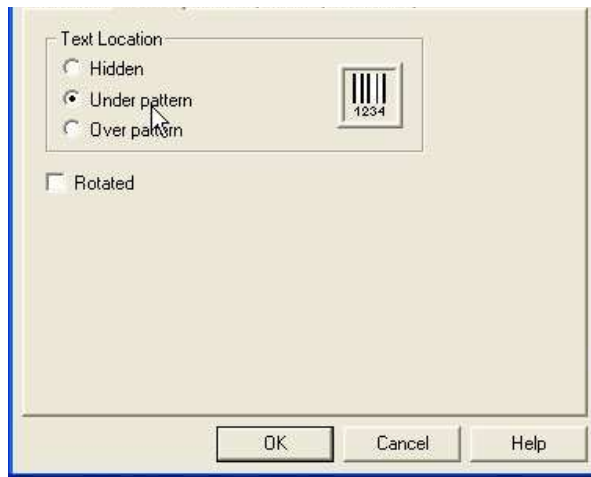 Text Location
Hidden
Under pattern
Over pattern
1234
Rotated
OK Cancel Help